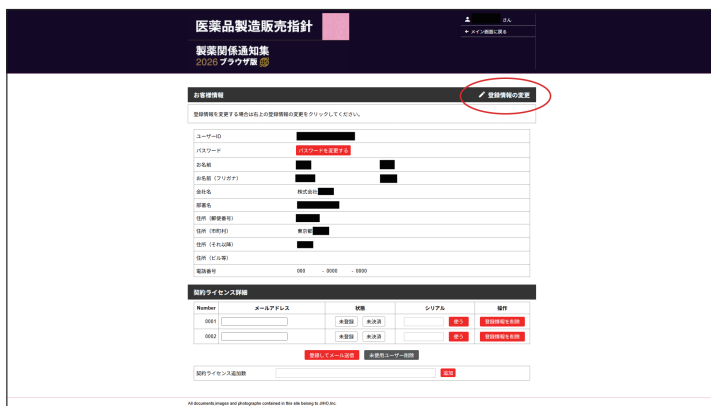 医薬品製造販売指針
製薬関係通知集
2026 ブラウザ版
さん
← メイン画面に戻る
お客様情報
登録情報の変更
登録情報を変更する場合は右上の登録情報の変更をクリックしてください。
ユーザーID
パスワード パスワードを変更する
お名前
お名前（フリガナ）
会社名 株式会社
部署名
住所（郵便番号）
住所（市町村） 東京都
住所（それ以降）
住所（ビル等）
電話番号 000 - 0000 - 0000
契約ライセンス詳細
Number メールアドレス 状態 シリアル 操作
0001 未登録 未決済 使う 登録情報を削除
0002 未登録 未決済 使う 登録情報を削除
登録してメール送信 未使用ユーザー削除
契約ライセンス追加数 追加
All documents,images and photographs contained in this site belong to JIHO,Inc.